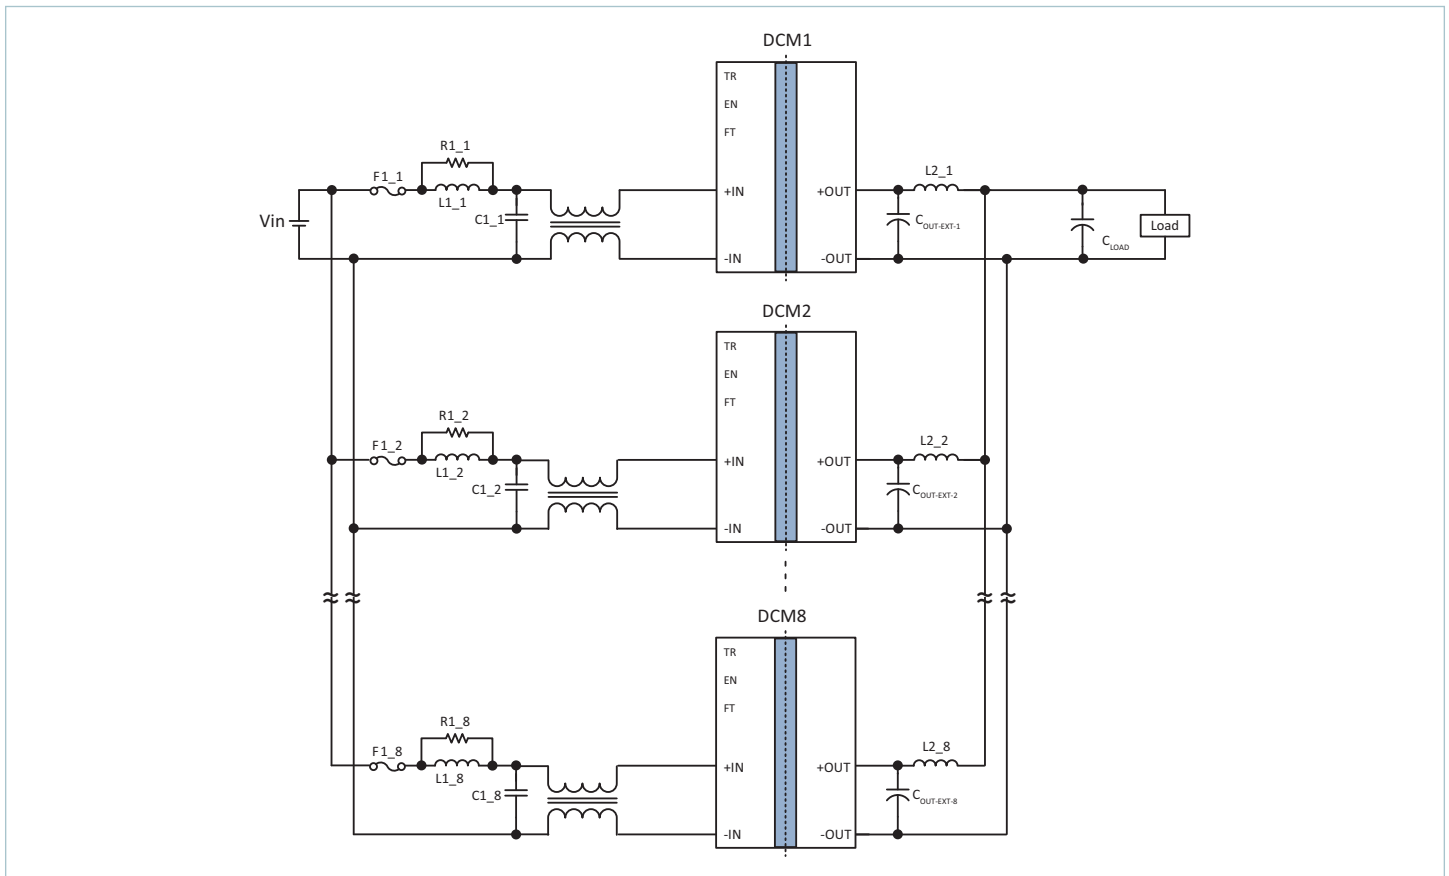 DCM1
TR
EN
FT
R1_1
F1_1
L1_1
C1_1
Vin
+IN
-IN
+OUT
-OUT
L2_1
COUT-EXT-1
CLOAD
Load
DCM2
TR
EN
FT
R1_2
F1_2
L1_2
C1_2
+IN
-IN
+OUT
-OUT
L2_2
COUT-EXT-2
DCM8
TR
EN
FT
R1_8
F1_8
L1_8
C1_8
+IN
-IN
+OUT
-OUT
L2_8
COUT-EXT-8